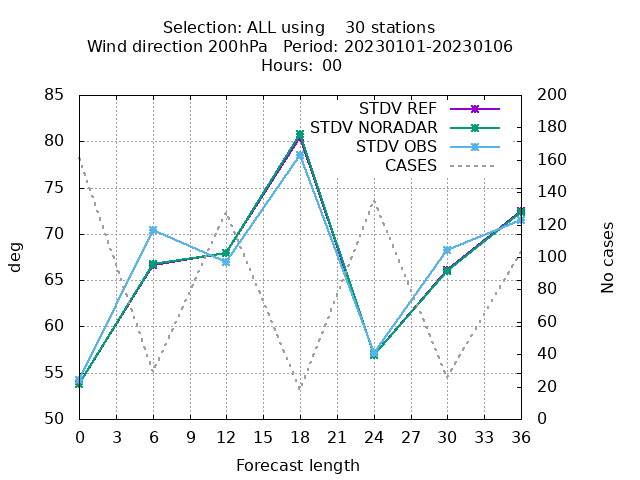 Selection: ALL using    30 stations
Wind direction 200hPa   Period: 20230101-20230106
Hours: 00
STDV REF
STDV NORADAR
STDV OBS
CASES
85
80
75
70
65
60
55
50
deg
200
180
160
140
120
100
80
60
40
20
0
No cases
0 3 6 9 12 15 18 21 24 27 30 33 36
Forecast length